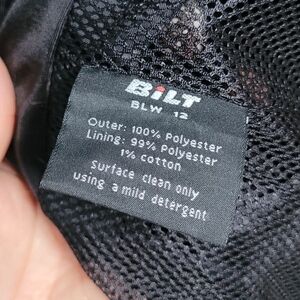 BiLT
BLW 12
Outer: 100% Polyester
Lining: 99% Polyester
1% cotton
Surface clean only
using a mild detergent